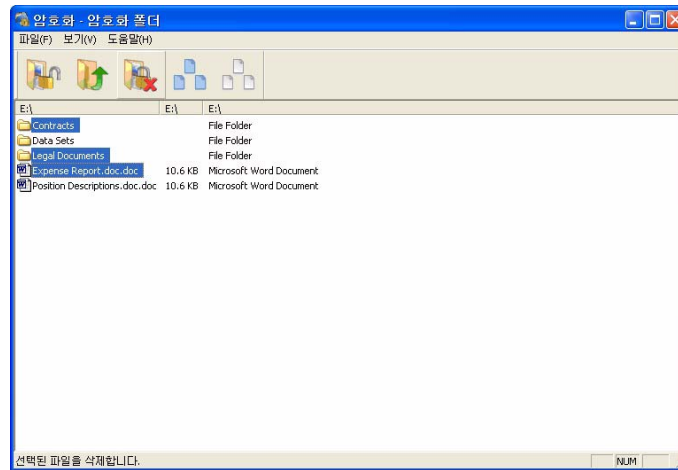 암호화 - 암호화 폴더
파일(F) 보기(V) 도움말(H)
E:\ E:\ E:\
Contracts File Folder
Data Sets File Folder
Legal Documents File Folder
Expense Report.doc.doc 10.6 KB Microsoft Word Document
Position Descriptions.doc.doc 10.6 KB Microsoft Word Document
선택된 파일을 삭제합니다. NUM